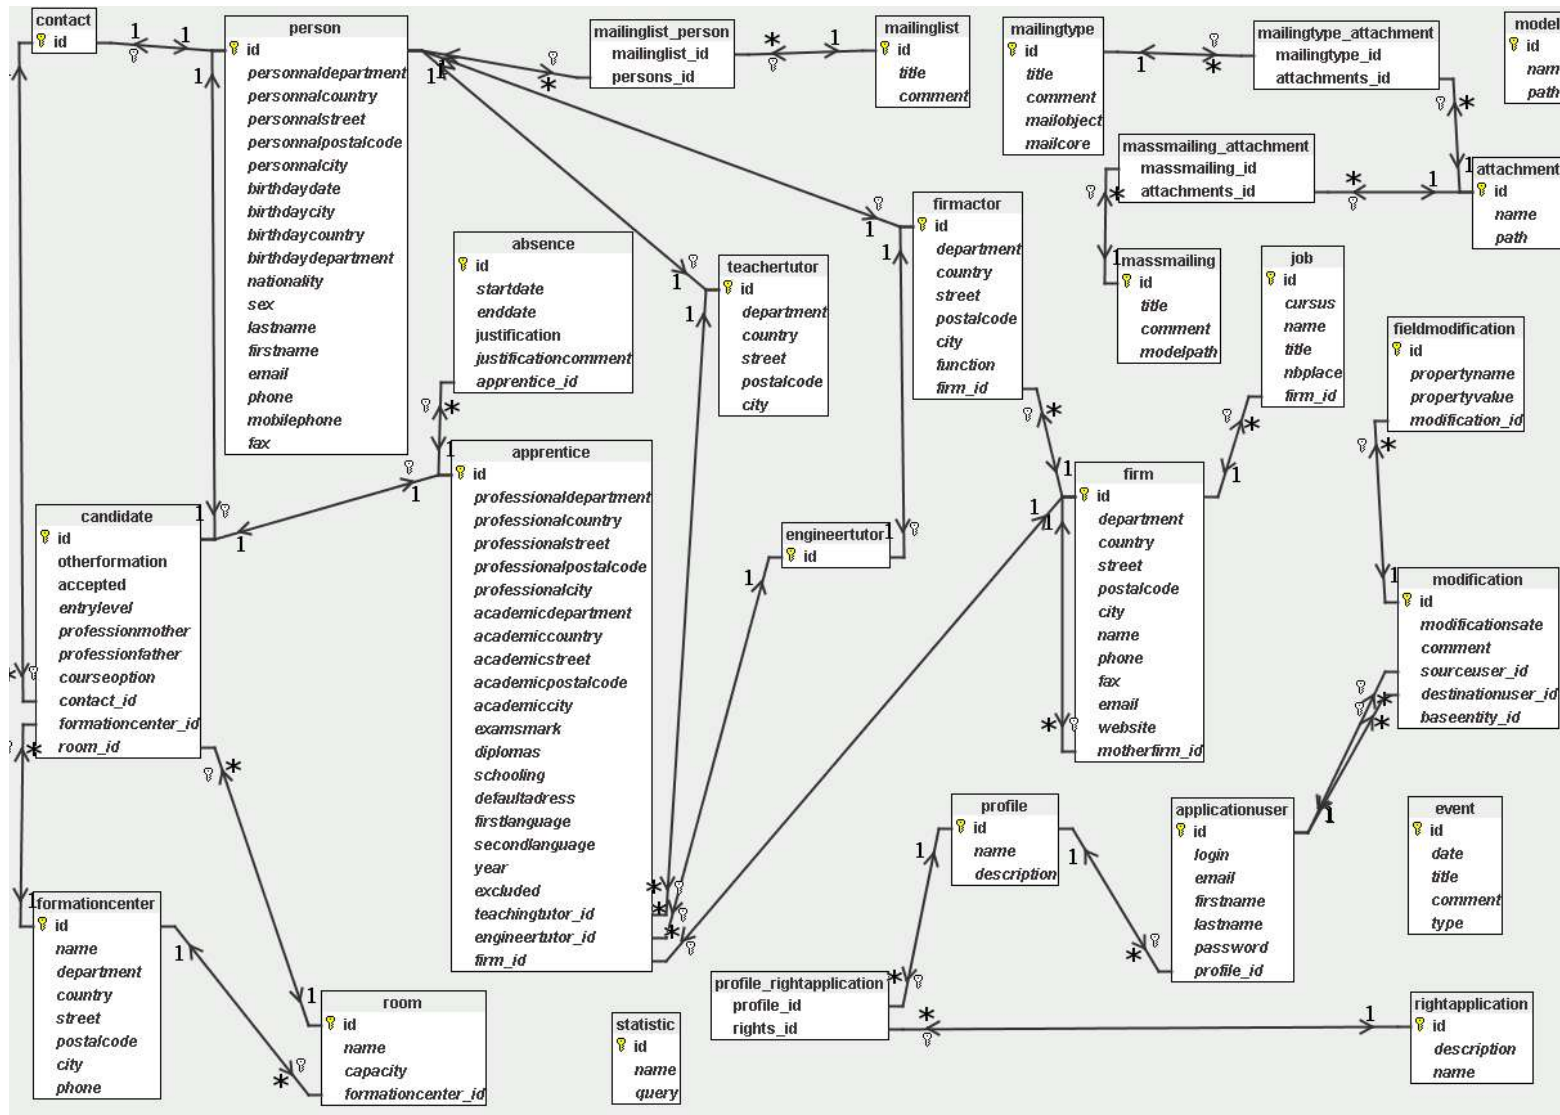 contact
id
person
id
personnaldepartment
personnalcountry
personnalstreet
personnalpostalcode
personnalcity
birthdaydate
birthdaycity
birthdaycountry
birthdaydepartment
nationality
sex
lastname
firstname
email
phone
mobilephone
fax
mailinglist_person
mailinglist_id
persons_id
mailinglist
id
title
comment
mailingtype
id
title
comment
mailobject
mailcore
mailingtype_attachment
mailingtype_id
attachments_id
model
id
nam
path
massmailing_attachment
massmailing_id
attachments_id
attachment
id
name
path
absence
id
startdate
enddate
justification
justificationcomment
apprentice_id
teachertutor
id
department
country
street
postalcode
city
firmactor
id
department
country
street
postalcode
city
function
firm_id
massmailing
id
title
comment
modelpath
job
id
cursus
name
title
nbplace
firm_id
fieldmodification
id
propertyname
propertyvalue
modification_id
candidate
id
otherformation
accepted
entrylevel
professionmother
professionfather
courseoption
contact_id
formationcenter_id
room_id
apprentice
id
professionaldepartment
professionalcountry
professionalstreet
professionalpostalcode
professionalcity
academicdepartment
academiccountry
academicstreet
academicpostalcode
academiccity
examsmark
diplomas
schooling
defaultadress
firstlanguage
secondlanguage
year
excluded
teachingtutor_id
engineertutor_id
firm_id
engineertutor
id
firm
id
department
country
street
postalcode
city
name
phone
fax
email
website
motherfirm_id
modification
id
modificationsate
comment
sourceuser_id
destinationuser_id
baseentity_id
formationcenter
id
name
department
country
street
postalcode
city
phone
room
id
name
capacity
formationcenter_id
statistic
id
name
query
profile_rightapplication
profile_id
rights_id
profile
id
name
description
applicationuser
id
login
email
firstname
lastname
password
profile_id
event
id
date
title
comment
type
rightapplication
id
description
name